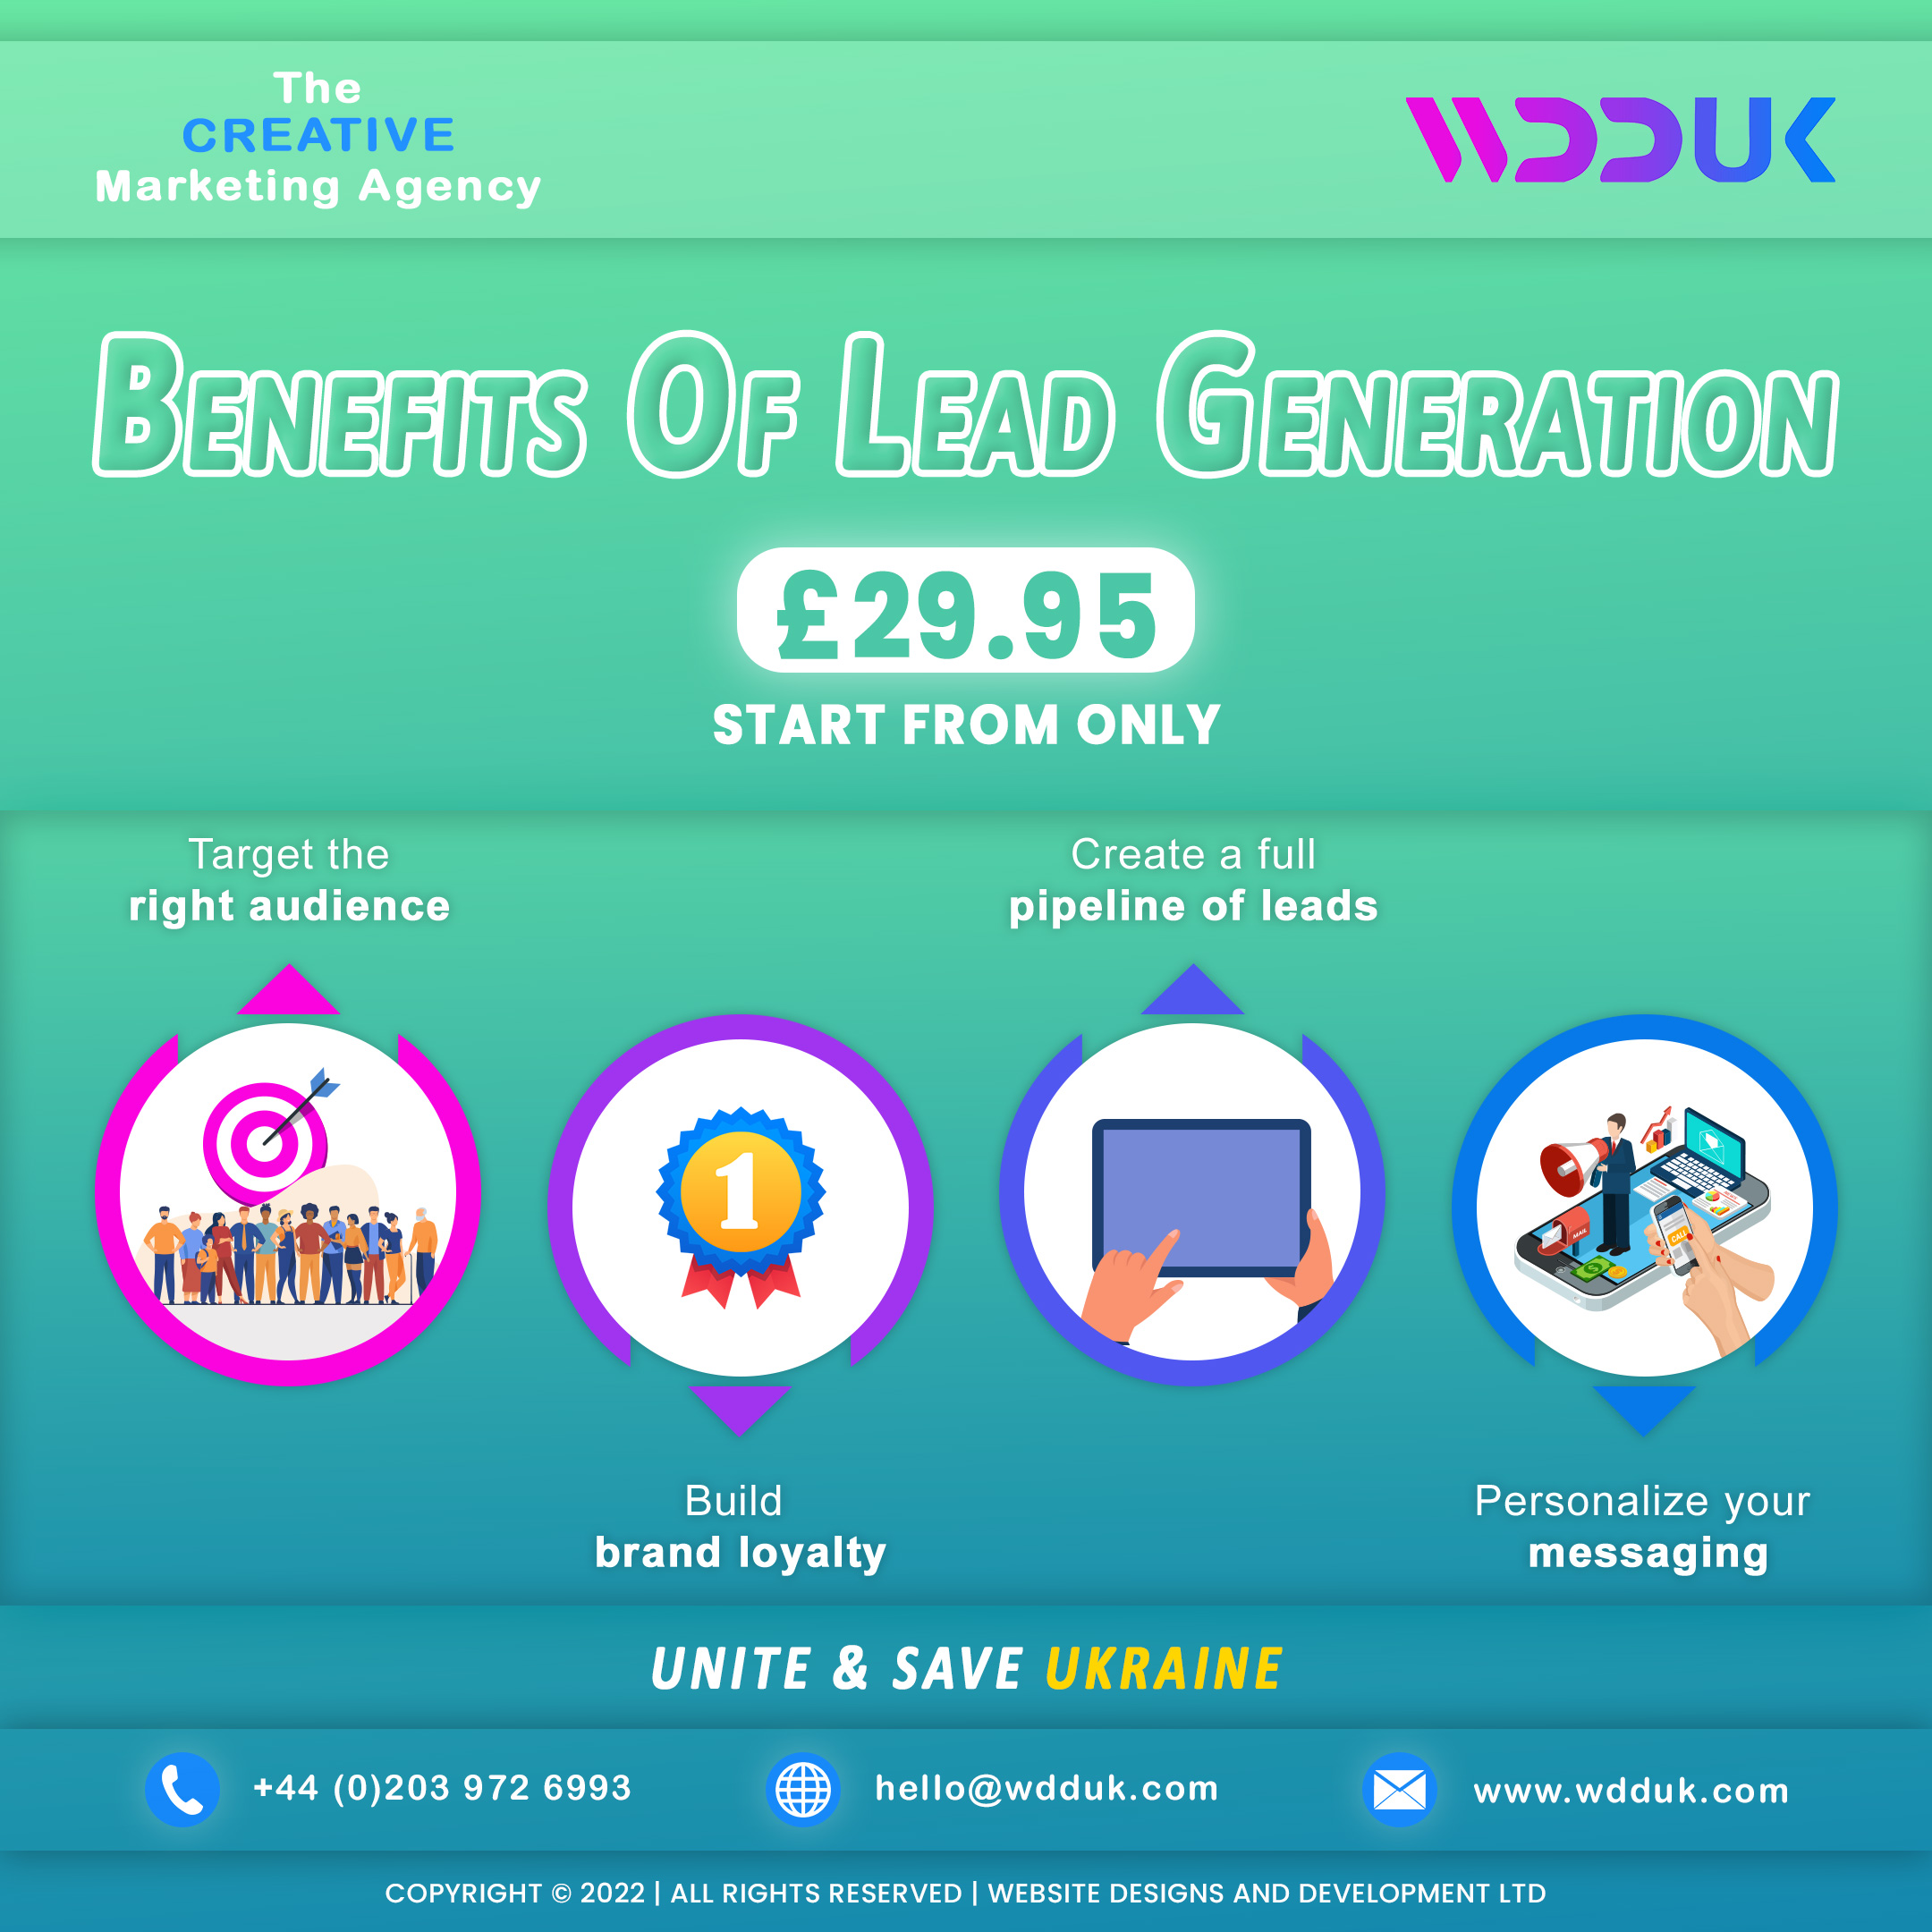 The
CREATIVE
Marketing Agency
WDDUK
BENEFITS OF LEAD GENERATION
£29.95
START FROM ONLY
Target the
right audience
Create a full
pipeline of leads
1
MAIL
CALL
Build
brand loyalty
Personalize your
messaging
UNITE & SAVE UKRAINE
+44 (0)203 972 6993
hello@wdduk.com
www.wdduk.com
COPYRIGHT © 2022 | ALL RIGHTS RESERVED | WEBSITE DESIGNS AND DEVELOPMENT LTD